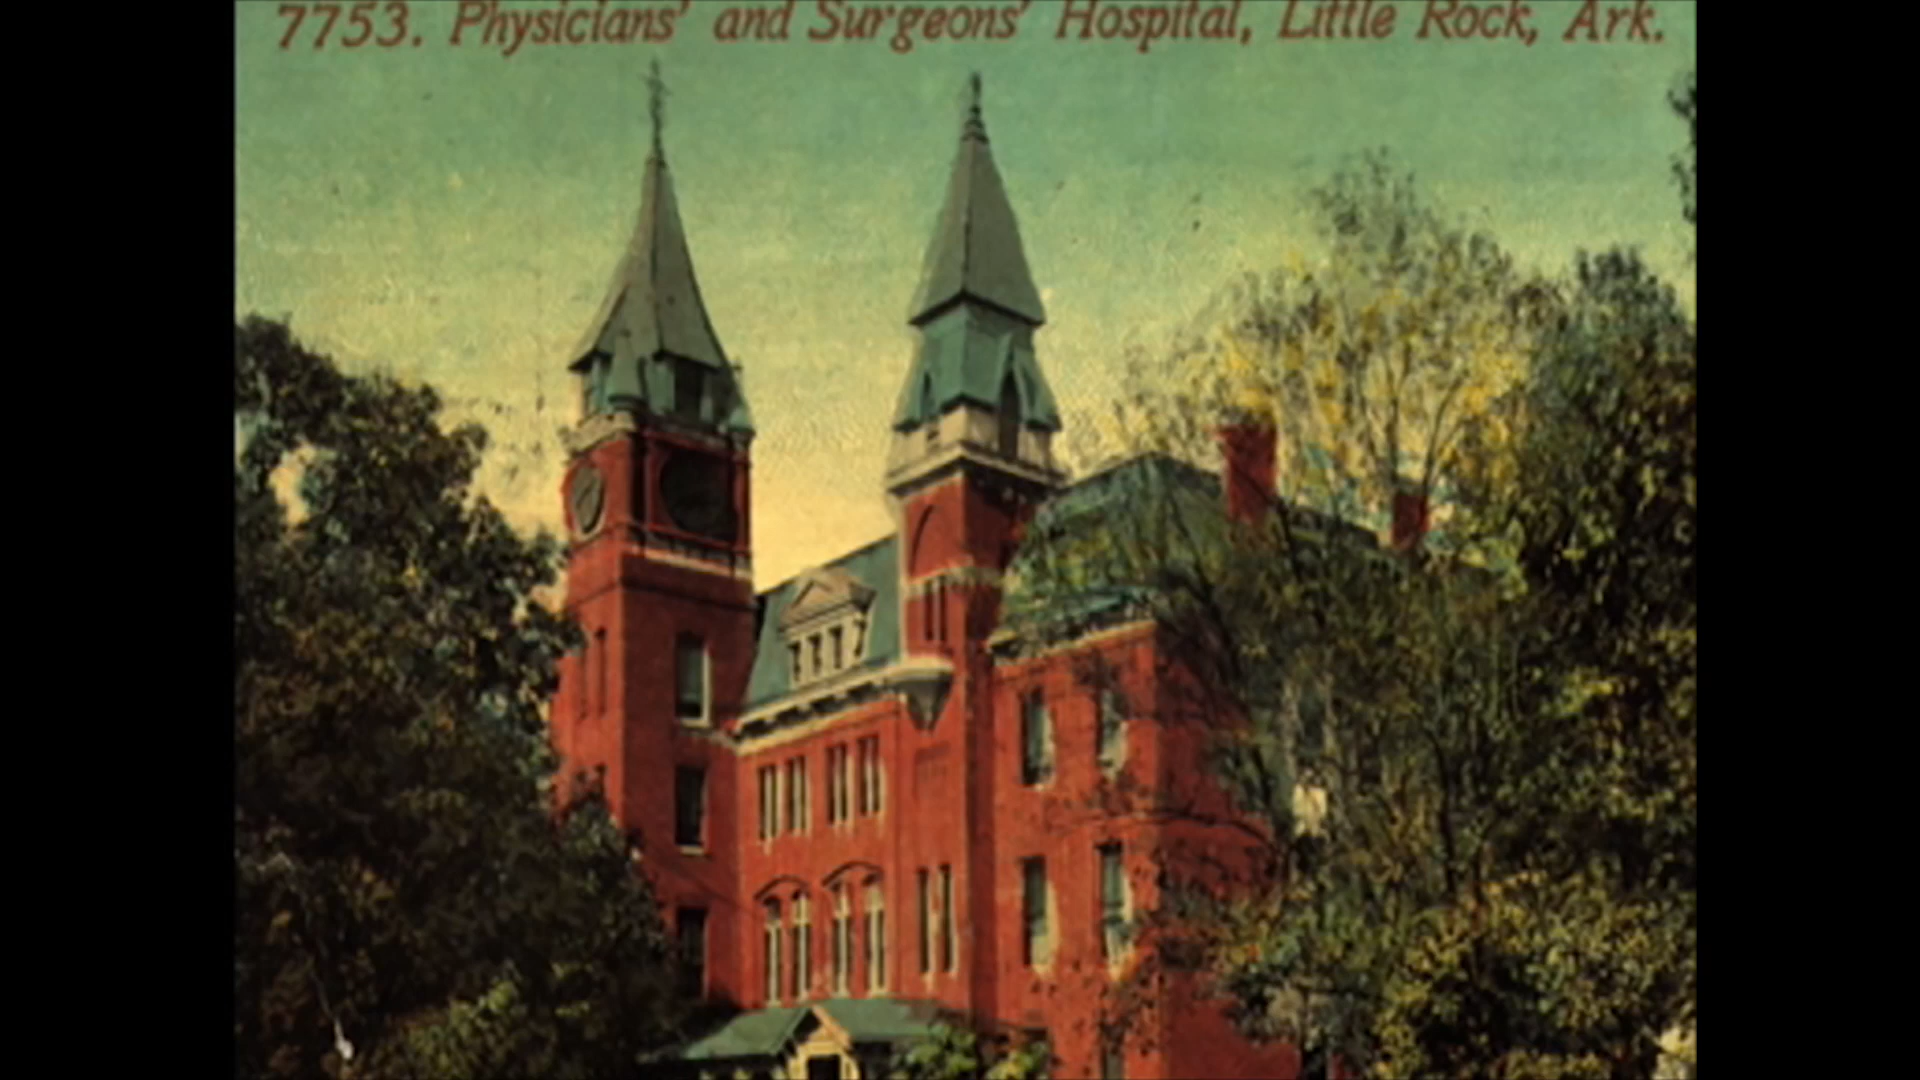 7753. Physicians' and Surgeons' Hospital, Little Rock, Ark.